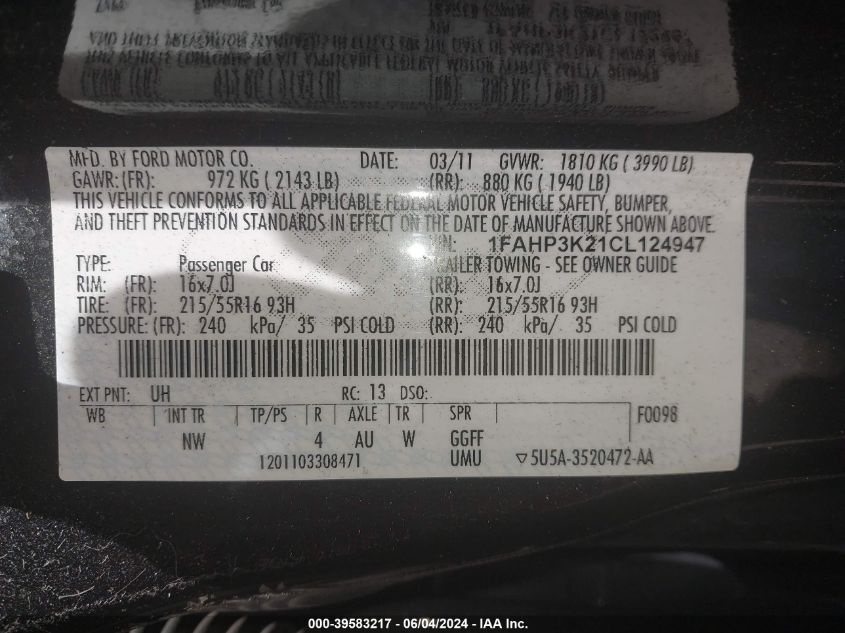 MFD. BY FORD MOTOR CO. DATE: 03/11 GVWR: 1810 KG ( 3990 LB)
GAWR: (FR): 972 KG ( 2143 LB) (RR): 880 KG ( 1940 LB)
THIS VEHICLE CONFORMS TO ALL APPLICABLE FEDERAL MOTOR VEHICLE SAFETY, BUMPER,
AND THEFT PREVENTION STANDARDS IN EFFECT ON THE DATE OF MANUFACTURE SHOWN ABOVE.
1FAHP3K21CL124947
TYPE: Passenger Car TRAILER TOWING - SEE OWNER GUIDE
RIM: (FR): 16x7.0J (RR): 16x7.0J
TIRE: (FR): 215/55R16 93H (RR): 215/55R16 93H
PRESSURE: (FR): 240 kPa/ 35 PSI COLD (RR): 240 kPa/ 35 PSI COLD
EXT PNT: UH RC: 13 DSO:
WB INT TR TP/PS R AXLE TR SPR F0098
NW 4 AU W GGFF
1201103308471 UMU ▽5U5A-3520472-AA
000-39583217 - 06/04/2024 - IAA Inc.